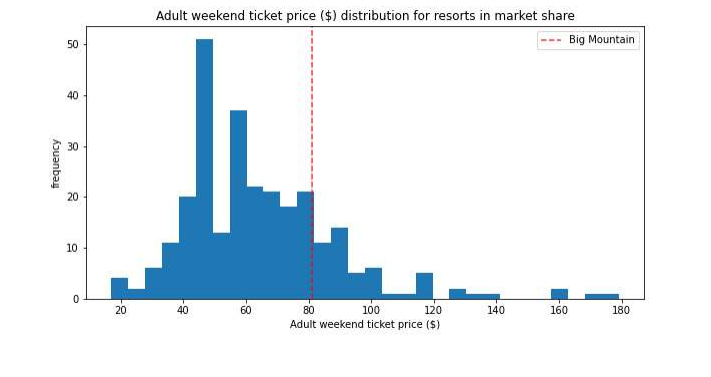 Adult weekend ticket price ($) distribution for resorts in market share
Big Mountain
50
40
30
20
10
0
frequency
20 40 60 80 100 120 140 160 180
Adult weekend ticket price ($)